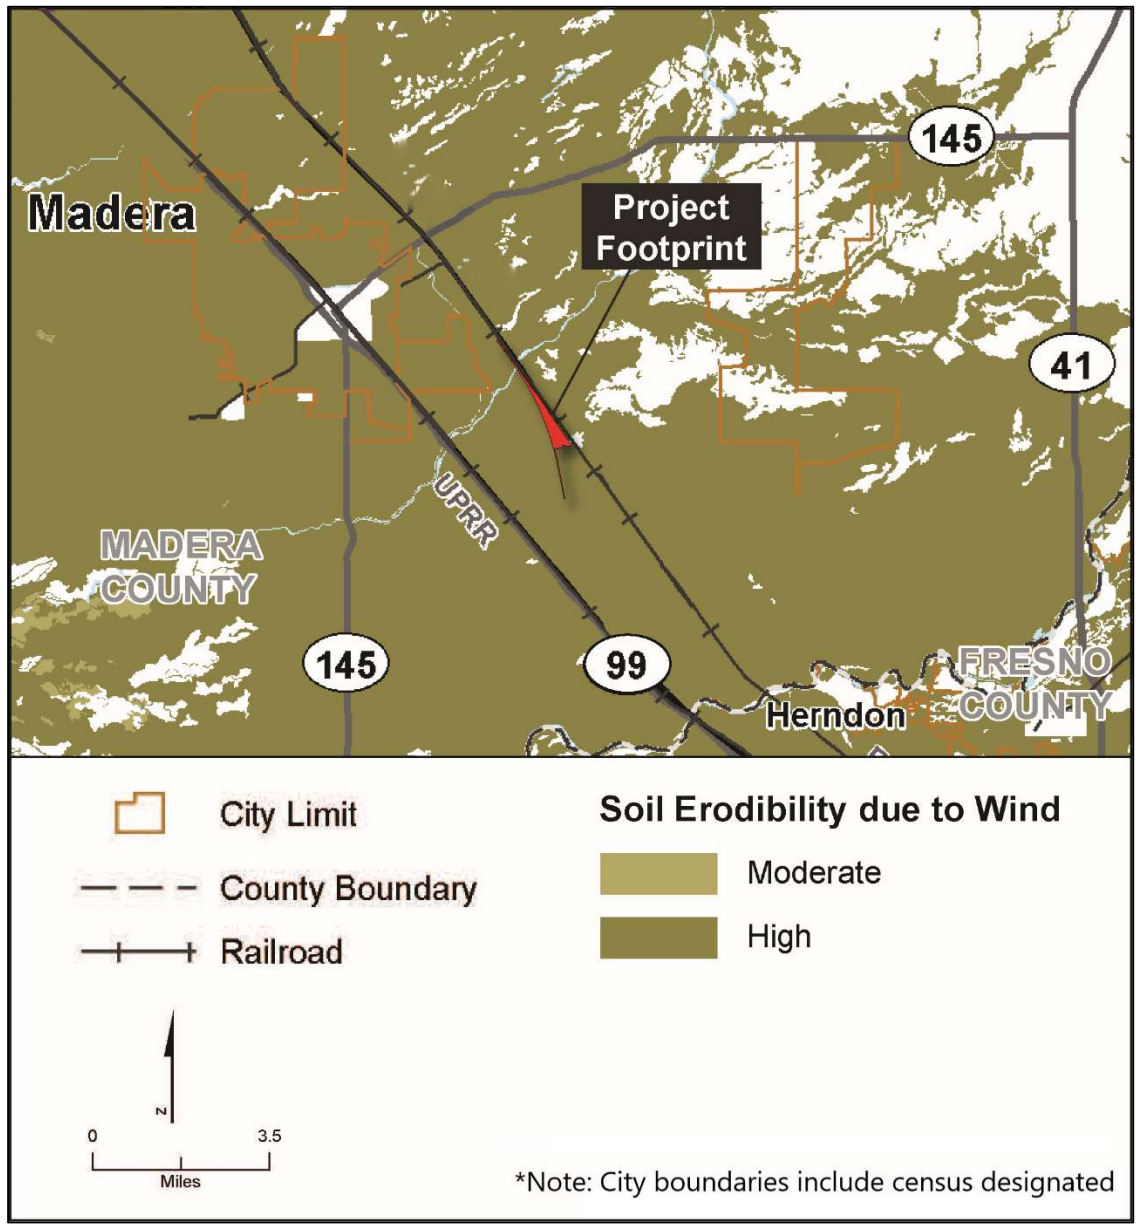 145
Project
Footprint
Madera
41
UPRR
MADERA
COUNTY
145
99
FRESNO
COUNTY
Herndon
City Limit
County Boundary
Railroad
Soil Erodibility due to Wind
Moderate
High
N
0 3.5
Miles
*Note: City boundaries include census designated